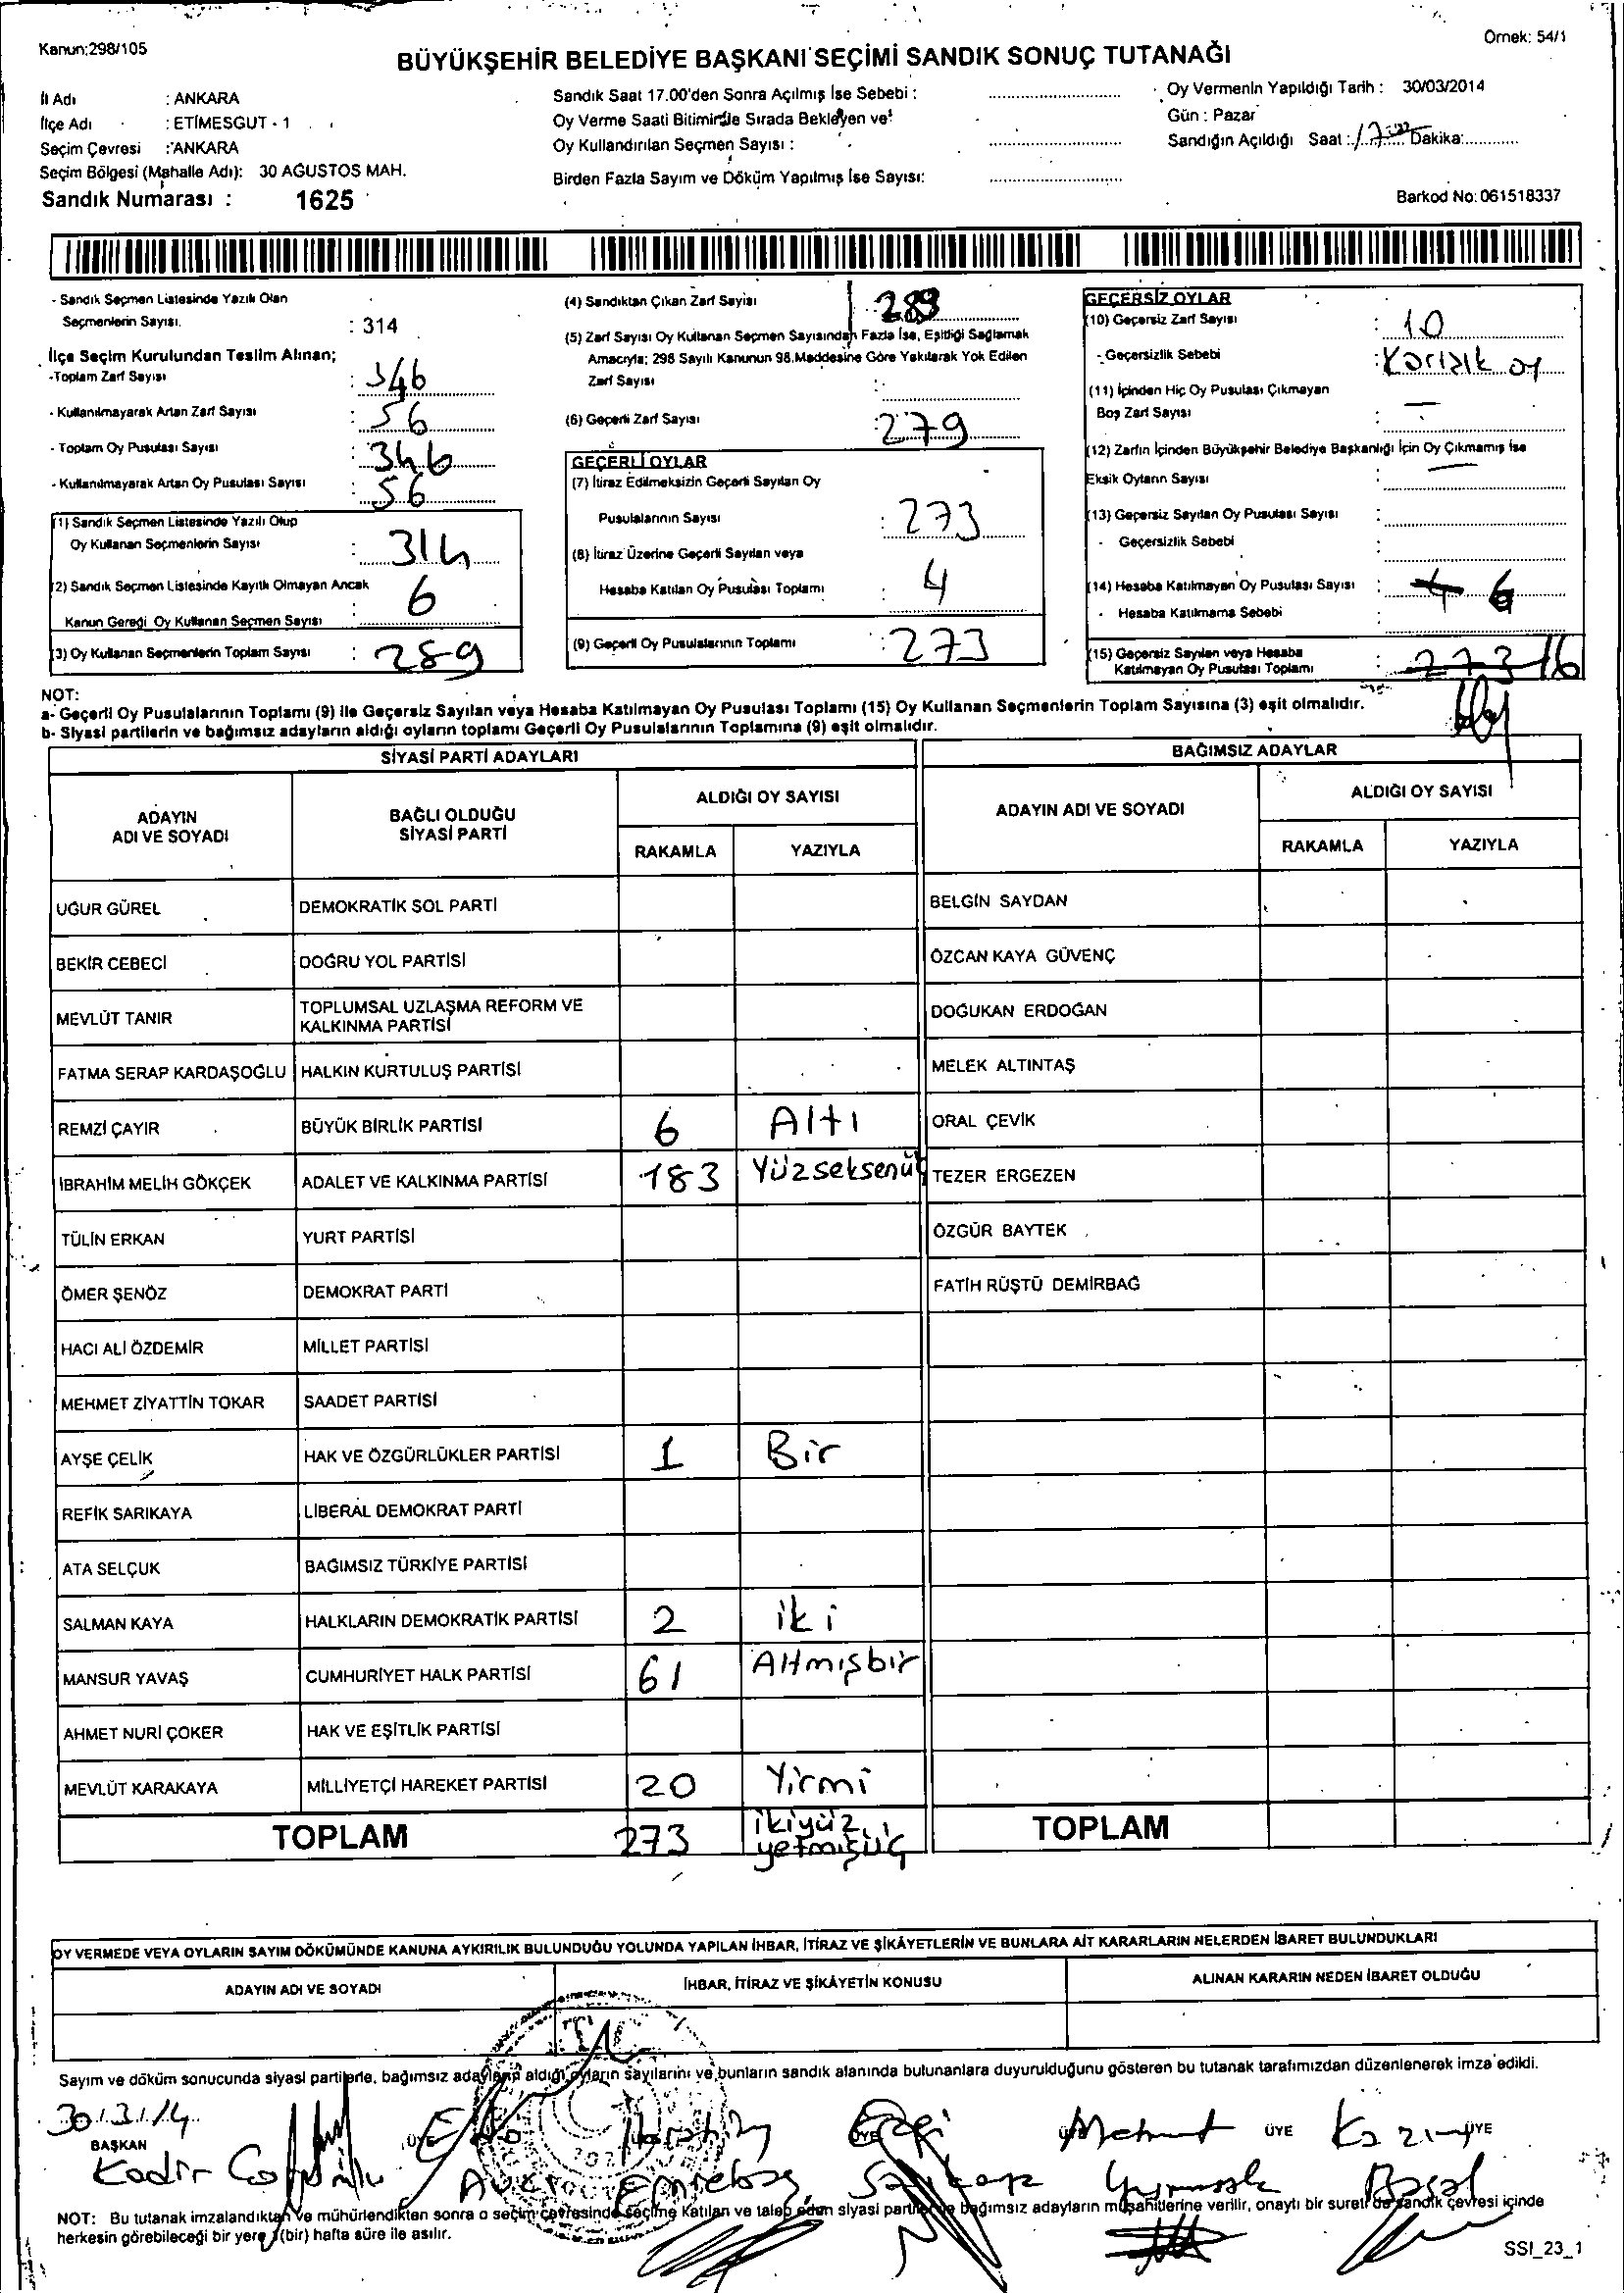 Kanun:298/105
Örnek: 54/1
BÜYÜKŞEHİR BELEDİYE BAŞKANI SEÇİMİ SANDIK SONUÇ TUTANAĞI
İl Adı : ANKARA
İlçe Adı : ETİMESGUT - 1
Seçim Çevresi : ANKARA
Seçim Bölgesi (Mahalle Adı): 30 AĞUSTOS MAH.
Sandık Numarası : 1625
Sandık Saat 17.00'den Sonra Açılmış İse Sebebi :
Oy Verme Saati Bitiminde Sırada Bekleyen ve
Oy Kullandırılan Seçmen Sayısı :
Birden Fazla Sayım ve Döküm Yapılmış İse Sayısı:
Oy Vermenin Yapıldığı Tarih : 30/03/2014
Gün : Pazar
Sandığın Açıldığı Saat : 17:00 Dakika:
Barkod No: 061518337
- Sandık Seçmen Listesinde Yazılı Olan
Seçmenlerin Sayısı. : 314
İlçe Seçim Kurulundan Teslim Alınan;
-Toplam Zarf Sayısı : 346
- Kullanılmayarak Artan Zarf Sayısı : 56
- Toplam Oy Pusulası Sayısı : 346
- Kullanılmayarak Artan Oy Pusulası Sayısı : 56
(1) Sandık Seçmen Listesinde Yazılı Olup
Oy Kullanan Seçmenlerin Sayısı : 314
(2) Sandık Seçmen Listesinde Kayıtlı Olmayan Ancak
Kanun Gereği Oy Kullanan Seçmen Sayısı : 6
(3) Oy Kullanan Seçmenlerin Toplam Sayısı : 289
(4) Sandıktan Çıkan Zarf Sayısı : 289
(5) Zarf Sayısı Oy Kullanan Seçmen Sayısından Fazla İse, Eşitliği Sağlamak
Amacıyla; 298 Sayılı Kanunun 98.Maddesine Göre Yakılarak Yok Edilen
Zarf Sayısı :
(6) Geçerli Zarf Sayısı : 279
GEÇERLİ OYLAR
(7) İtiraz Edilmeksizin Geçerli Sayılan Oy
Pusulalarının Sayısı : 273
(8) İtiraz Üzerine Geçerli Sayılan veya
Hesaba Katılan Oy Pusulası Toplamı : 4
(9) Geçerli Oy Pusulalarının Toplamı : 273
GEÇERSİZ OYLAR
(10) Geçersiz Zarf Sayısı : 10
- Geçersizlik Sebebi : Karışık oy
(11) İçinden Hiç Oy Pusulası Çıkmayan
Boş Zarf Sayısı : —
(12) Zarfın İçinden Büyükşehir Belediye Başkanlığı İçin Oy Çıkmamış İse
Eksik Oyların Sayısı : —
(13) Geçersiz Sayılan Oy Pusulası Sayısı :
- Geçersizlik Sebebi :
(14) Hesaba Katılmayan Oy Pusulası Sayısı : 6
- Hesaba Katılmama Sebebi :
(15) Geçersiz Sayılan veya Hesaba
Katılmayan Oy Pusulası Toplamı : 273 16
NOT:
a- Geçerli Oy Pusulalarının Toplamı (9) ile Geçersiz Sayılan veya Hesaba Katılmayan Oy Pusulası Toplamı (15) Oy Kullanan Seçmenlerin Toplam Sayısına (3) eşit olmalıdır.
b- Siyasi partilerin ve bağımsız adayların aldığı oyların toplamı Geçerli Oy Pusulalarının Toplamına (9) eşit olmalıdır.
SİYASİ PARTİ ADAYLARI
BAĞIMSIZ ADAYLAR
ADAYIN ADI VE SOYADI
BAĞLI OLDUĞU SİYASİ PARTİ
ALDIĞI OY SAYISI
RAKAMLA YAZIYLA
ADAYIN ADI VE SOYADI
ALDIĞI OY SAYISI
RAKAMLA YAZIYLA
UĞUR GÜREL DEMOKRATİK SOL PARTİ BELGİN SAYDAN
BEKİR CEBECİ DOĞRU YOL PARTİSİ ÖZCAN KAYA GÜVENÇ
MEVLÜT TANIR TOPLUMSAL UZLAŞMA REFORM VE KALKINMA PARTİSİ DOĞUKAN ERDOĞAN
FATMA SERAP KARDAŞOĞLU HALKIN KURTULUŞ PARTİSİ MELEK ALTINTAŞ
REMZİ ÇAYIR BÜYÜK BİRLİK PARTİSİ 6 Altı ORAL ÇEVİK
İBRAHİM MELİH GÖKÇEK ADALET VE KALKINMA PARTİSİ 183 Yüzseksenüç TEZER ERGEZEN
TÜLİN ERKAN YURT PARTİSİ ÖZGÜR BAYTEK
ÖMER ŞENÖZ DEMOKRAT PARTİ FATİH RÜŞTÜ DEMİRBAĞ
HACI ALİ ÖZDEMİR MİLLET PARTİSİ
MEHMET ZİYATTİN TOKAR SAADET PARTİSİ
AYŞE ÇELİK HAK VE ÖZGÜRLÜKLER PARTİSİ 1 Bir
REFİK SARIKAYA LİBERAL DEMOKRAT PARTİ
ATA SELÇUK BAĞIMSIZ TÜRKİYE PARTİSİ
SALMAN KAYA HALKLARIN DEMOKRATİK PARTİSİ 2 iki
MANSUR YAVAŞ CUMHURİYET HALK PARTİSİ 61 Altmışbir
AHMET NURİ ÇOKER HAK VE EŞİTLİK PARTİSİ
MEVLÜT KARAKAYA MİLLİYETÇİ HAREKET PARTİSİ 20 Yirmi
TOPLAM 273 ikiyüz yetmişüç TOPLAM
OY VERMEDE VEYA OYLARIN SAYIM DÖKÜMÜNDE KANUNA AYKIRILIK BULUNDUĞU YOLUNDA YAPILAN İHBAR, İTİRAZ VE ŞİKÂYETLERİN VE BUNLARA AİT KARARLARIN NELERDEN İBARET BULUNDUKLARI
ADAYIN ADI VE SOYADI İHBAR, İTİRAZ VE ŞİKÂYETİN KONUSU ALINAN KARARIN NEDEN İBARET OLDUĞU
Sayım ve döküm sonucunda siyasi partilerle, bağımsız adayların aldığı oyların sayılarını ve bunların sandık alanında bulunanlara duyurulduğunu gösteren bu tutanak tarafımızdan düzenlenerek imza edildi.
30/3/14
BAŞKAN ÜYE İbrahim ÜYE Ezgi ÜYE Mehmet ÜYE Kazım ÜYE
Kadir Sarıkaya Başal
NOT: Bu tutanak imzalandıktan ve mühürlendikten sonra o seçim çevresinde seçime katılan ve talep eden siyasi partiler ve bağımsız adayların müşahitlerine verilir, onaylı bir sureti de sandık çevresi içinde
herkesin görebileceği bir yere 1(bir) hafta süre ile asılır.
SSI_23_1